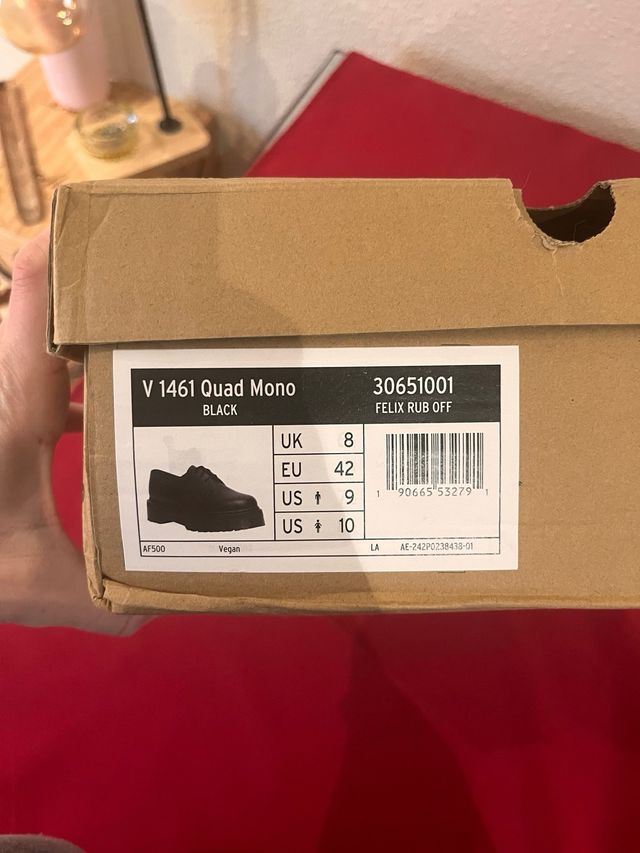 V 1461 Quad Mono 30651001
BLACK FELIX RUB OFF
UK 8
EU 42
US 9
US 10
1 90665 53279 1
AF500 Vegan LA AE-242P0238438-01